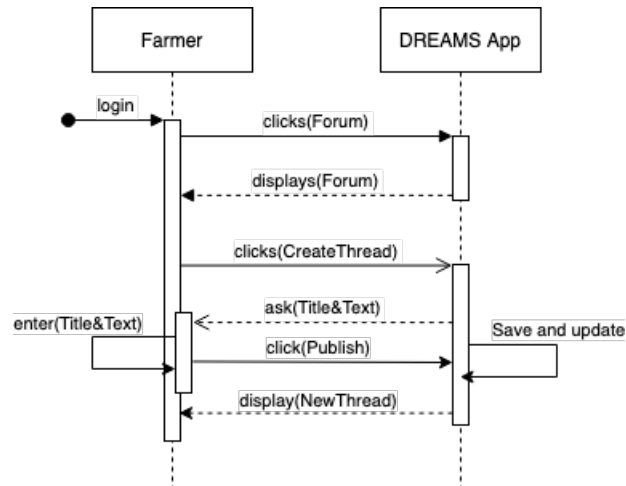 Farmer
DREAMS App
login
clicks(Forum)
displays(Forum)
clicks(CreateThread)
ask(Title&Text)
enter(Title&Text)
Save and update
click(Publish)
display(NewThread)